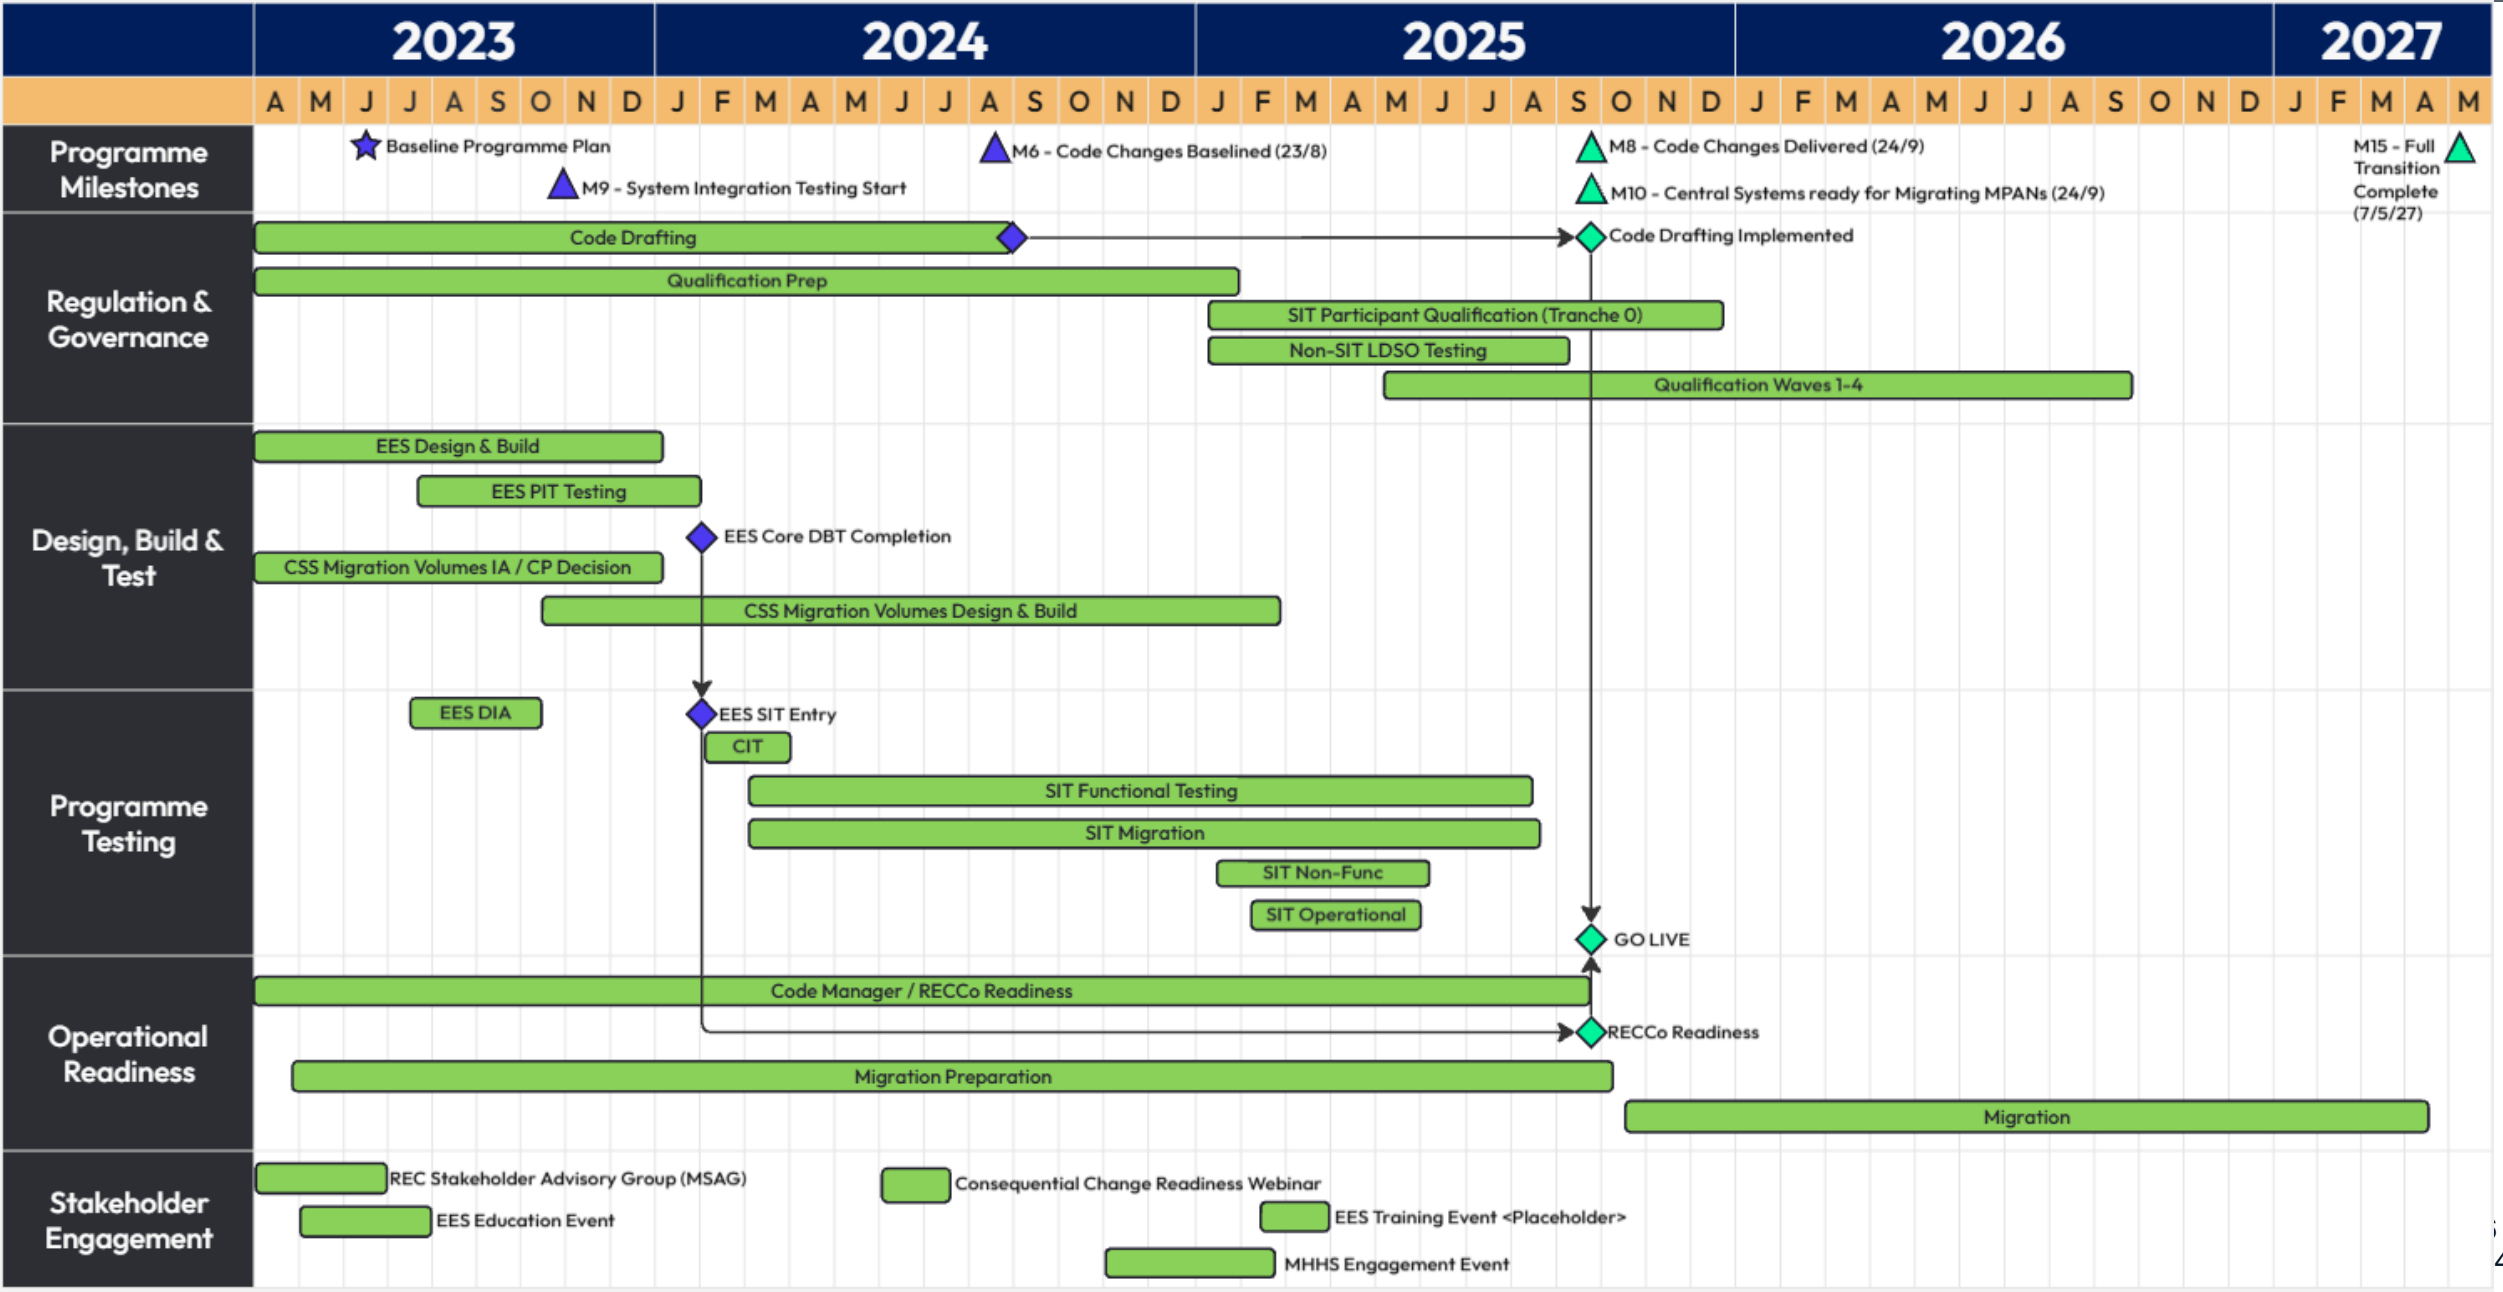 2023 2024 2025 2026 2027
A M J J A S O N D J F M A M J J A S O N D J F M A M J J A S O N D J F M A M J J A S O N D J F M A M
Programme
Milestones
Baseline Programme Plan
M9 - System Integration Testing Start
M6 - Code Changes Baselined (23/8)
M8 - Code Changes Delivered (24/9)
M10 - Central Systems ready for Migrating MPANs (24/9)
M15 - Full
Transition
Complete
(7/5/27)
Regulation &
Governance
Code Drafting
Code Drafting Implemented
Qualification Prep
SIT Participant Qualification (Tranche 0)
Non-SIT LDSO Testing
Qualification Waves 1-4
Design, Build &
Test
EES Design & Build
EES PIT Testing
EES Core DBT Completion
CSS Migration Volumes IA / CP Decision
CSS Migration Volumes Design & Build
Programme
Testing
EES DIA
EES SIT Entry
CIT
SIT Functional Testing
SIT Migration
SIT Non-Func
SIT Operational
GO LIVE
Operational
Readiness
Code Manager / RECCo Readiness
RECCo Readiness
Migration Preparation
Migration
Stakeholder
Engagement
REC Stakeholder Advisory Group (MSAG)
Consequential Change Readiness Webinar
EES Education Event
EES Training Event <Placeholder>
MHHS Engagement Event